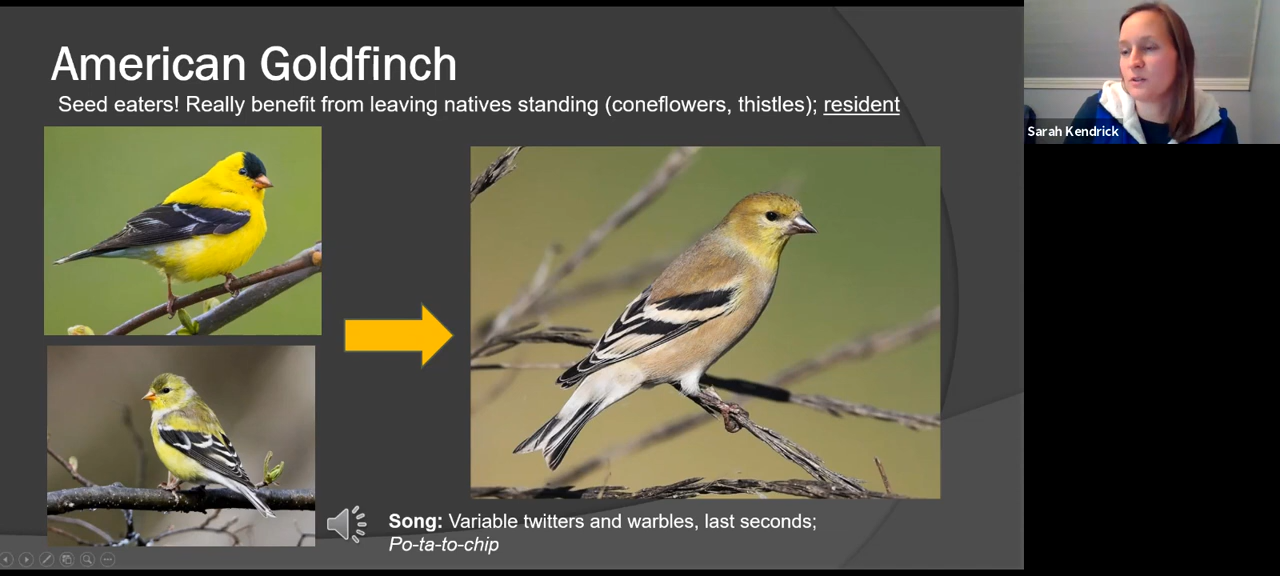 American Goldfinch
Seed eaters! Really benefit from leaving natives standing (coneflowers, thistles); resident
Sarah Kendrick
Song: Variable twitters and warbles, last seconds;
Po-ta-to-chip